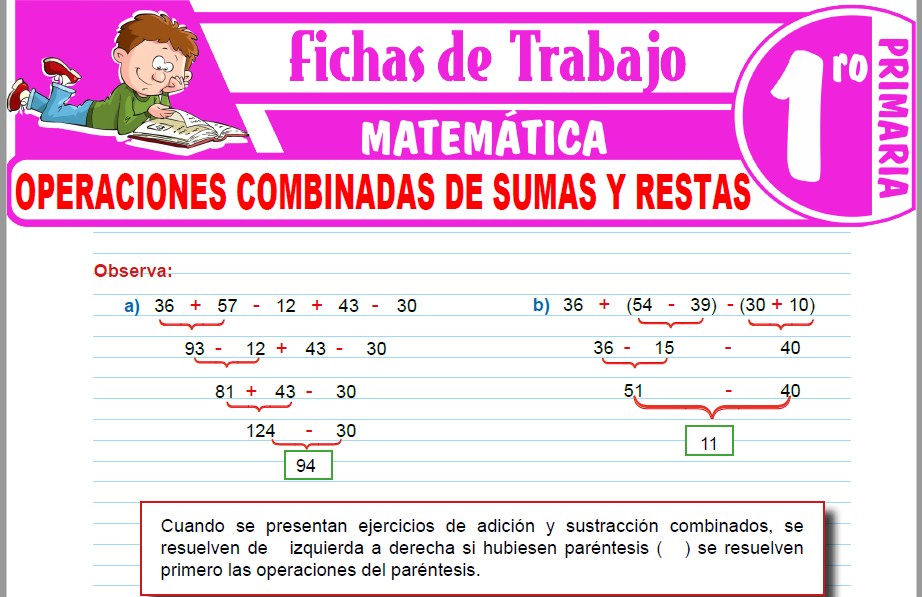 Fichas de Trabajo
MATEMÁTICA
1ro PRIMARIA
OPERACIONES COMBINADAS DE SUMAS Y RESTAS
Observa:
a) 36 + 57 - 12 + 43 - 30
93 - 12 + 43 - 30
81 + 43 - 30
124 - 30
94
b) 36 + (54 - 39) - (30 + 10)
36 - 15 - 40
51 - 40
11
Cuando se presentan ejercicios de adición y sustracción combinados, se
resuelven de izquierda a derecha si hubiesen paréntesis ( ) se resuelven
primero las operaciones del paréntesis.